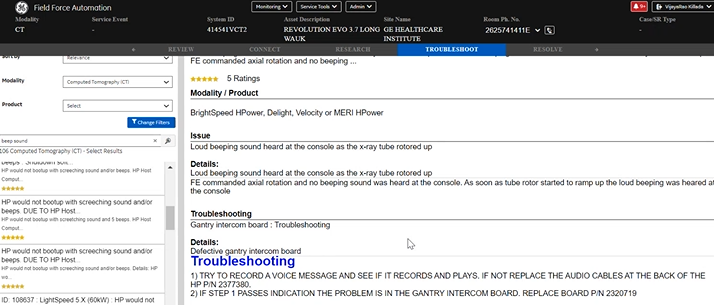 Field Force Automation
Monitoring
Service Tools
Admin
9+
VijayaRao Killada
Modality
Service Event
System ID
Asset Description
Site Name
Room Ph. No.
Case/SR Type
CT
-
414541VCT2
REVOLUTION EVO 3.7 LONG
WAUK
GE HEALTHCARE
INSTITUTE
2625741411E
-
REVIEW
CONNECT
RESEARCH
TROUBLESHOOT
RESOLVE
Sort By
Relevance
Modality
Computed Tomography (CT)
Product
Select
Change Filters
beep sound
106 Computed Tomography (CT) - Select Results
HP would not bootup with screeching sound and/or beeps. HP Host
Comput...
HP would not bootup with screeching sound and/or
beeps. DUE TO HP Host...
HP would not bootup with screeching sound and 5 beeps. HP Host
Comput...
HP would not bootup with screeching sound and/or
beeps. DUE TO HP Host...
HP would not bootup with screeching sound and/or beeps. Details: HP
wo...
ID: 108637 : LightSpeed 5.X (60kW) : HP would not
FE commanded axial rotation and no beeping ...
5 Ratings
Modality / Product
BrightSpeed HPower, Delight, Velocity or MERI HPower
Issue
Loud beeping sound heard at the console as the x-ray tube rotored up
Details:
Loud beeping sound heard at the console as the x-ray tube rotored up
FE commanded axial rotation and no beeping sound was heard at the console. As soon as tube rotor started to ramp up the loud beeping was heard at
the console
Troubleshooting
Gantry intercom board : Troubleshooting
Details:
Defective gantry intercom board
Troubleshooting
1) TRY TO RECORD A VOICE MESSAGE AND SEE IF IT RECORDS AND PLAYS. IF NOT REPLACE THE AUDIO CABLES AT THE BACK OF THE
HP P/N 2377380,
2) IF STEP 1 PASSES INDICATION THE PROBLEM IS IN THE GANTRY INTERCOM BOARD. REPLACE BOARD P/N 2320719